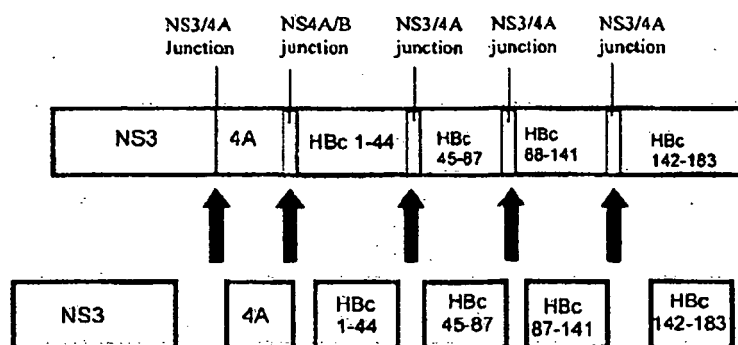 NS3/4A NS4A/B NS3/4A NS3/4A NS3/4A
Junction junction junction junction junction
NS3 4A HBc 1-44 HBc 45-87 HBc 88-141 HBc 142-183
NS3 4A HBc 1-44 HBc 45-87 HBc 87-141 HBc 142-183